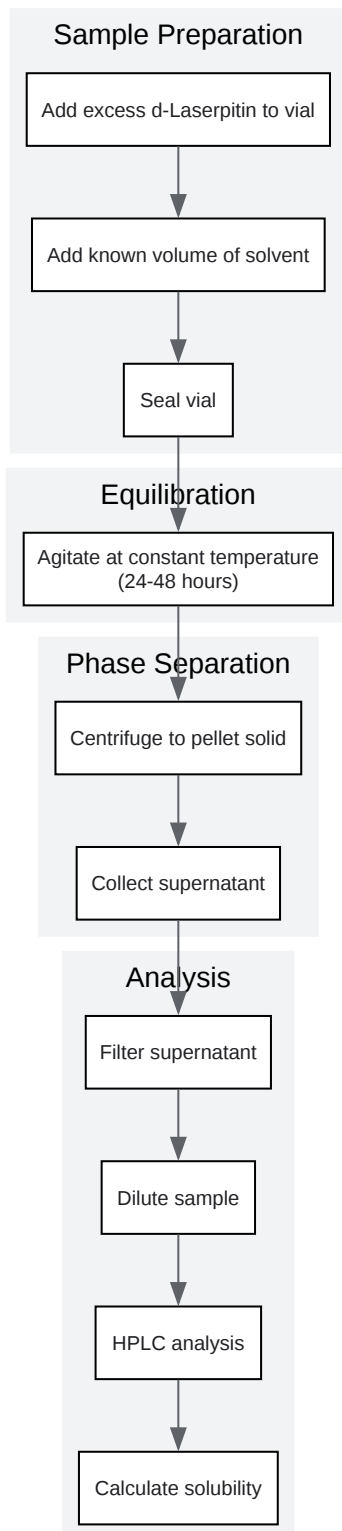 Sample Preparation
Add excess d-Laserpitin to vial
Add known volume of solvent
Seal vial
Equilibration
Agitate at constant temperature
(24-48 hours)
Phase Separation
Centrifuge to pellet solid
Collect supernatant
Analysis
Filter supernatant
Dilute sample
HPLC analysis
Calculate solubility